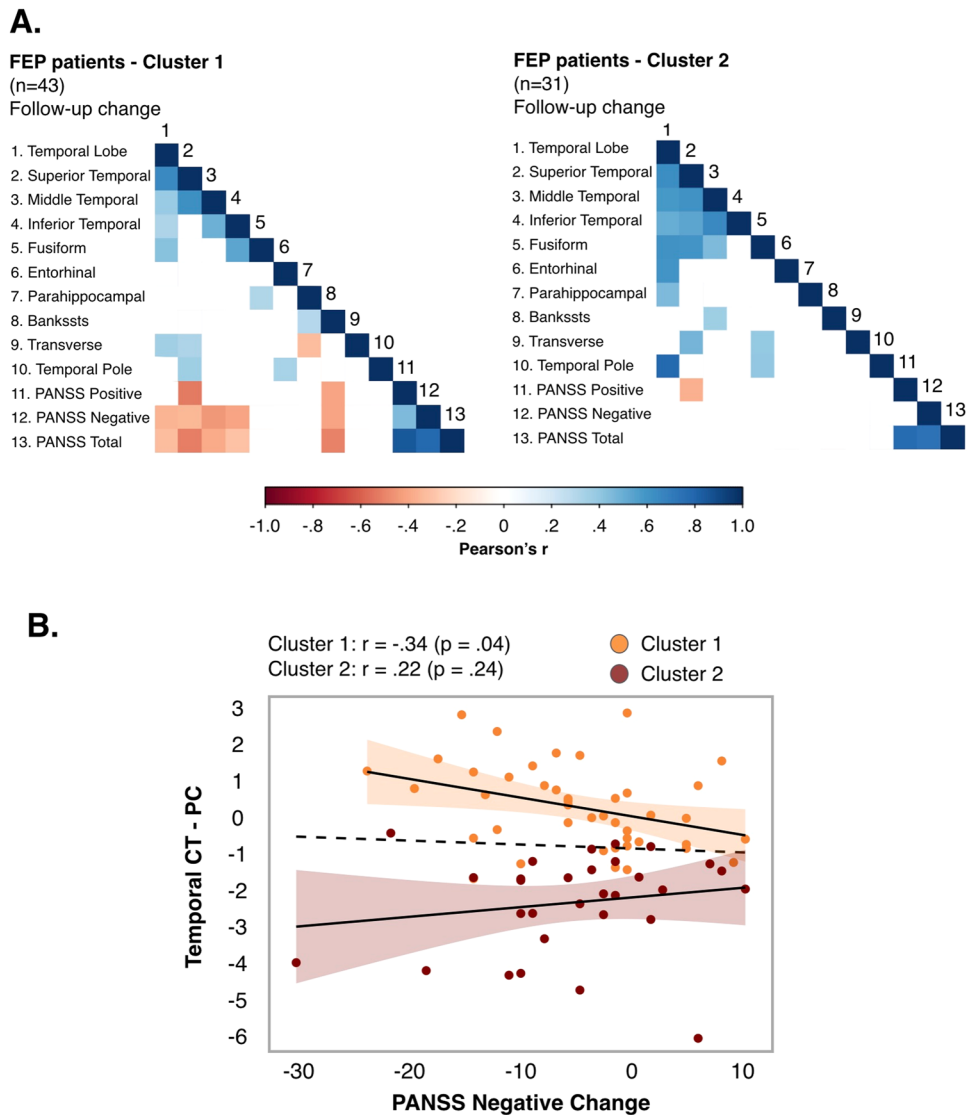 A.
FEP patients - Cluster 1
(n=43)
Follow-up change
1
1. Temporal Lobe
2
2. Superior Temporal
3
3. Middle Temporal
4
4. Inferior Temporal
5
5. Fusiform
6
6. Entorhinal
7
7. Parahippocampal
8
8. Bankssts
9
9. Transverse
10
10. Temporal Pole
11
11. PANSS Positive
12
12. PANSS Negative
13
13. PANSS Total
FEP patients - Cluster 2
(n=31)
Follow-up change
1
1. Temporal Lobe
2
2. Superior Temporal
3
3. Middle Temporal
4
4. Inferior Temporal
5
5. Fusiform
6
6. Entorhinal
7
7. Parahippocampal
8
8. Bankssts
9
9. Transverse
10
10. Temporal Pole
11
11. PANSS Positive
12
12. PANSS Negative
13
13. PANSS Total
-1.0 -.8 -.6 -.4 -.2 0 .2 .4 .6 .8 1.0
Pearson's r
B.
Cluster 1: r = -.34 (p = .04)
Cluster 2: r = .22 (p = .24)
Cluster 1
Cluster 2
Temporal CT - PC
3
2
1
0
-1
-2
-3
-4
-5
-6
-30 -20 -10 0 10
PANSS Negative Change